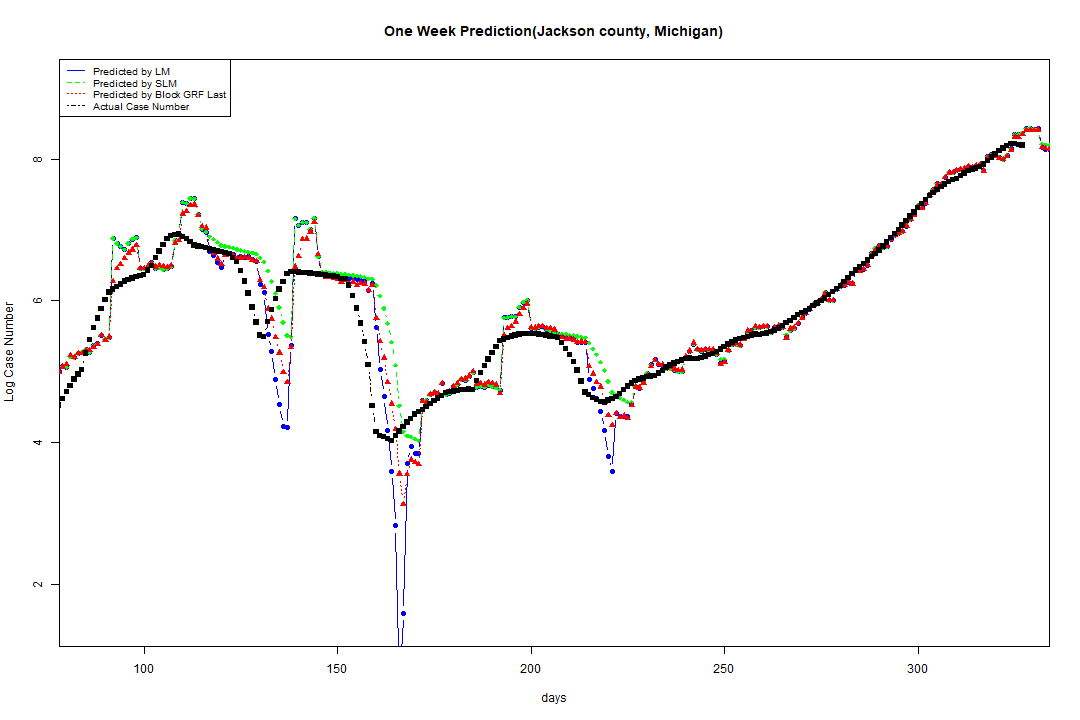 One Week Prediction(Jackson county, Michigan)
Predicted by LM
Predicted by SLM
Predicted by Block GRF Last
Actual Case Number
Log Case Number
8
6
4
2
100 150 200 250 300
days